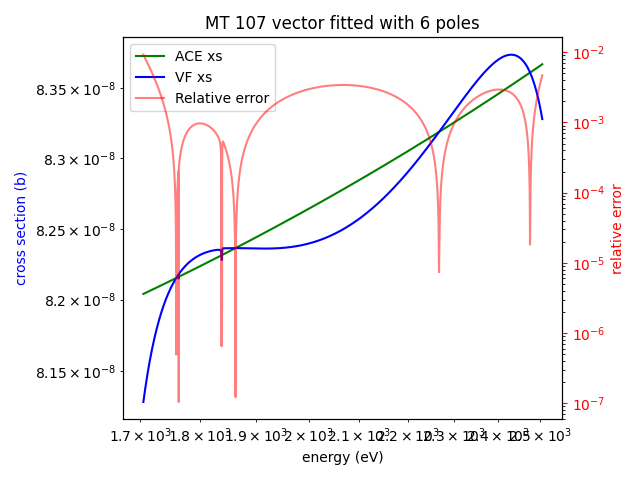 MT 107 vector fitted with 6 poles
ACE xs
VF xs
Relative error
8.35 × 10⁻⁸
8.3 × 10⁻⁸
8.25 × 10⁻⁸
8.2 × 10⁻⁸
8.15 × 10⁻⁸
cross section (b)
10⁻²
10⁻³
10⁻⁴
10⁻⁵
10⁻⁶
10⁻⁷
relative error
1.7 × 10³ 1.8 × 10³ 1.9 × 10³ 2 × 10³ 2.1 × 10³ 2.2 × 10³ 2.3 × 10³ 2.4 × 10³ 2.5 × 10³
energy (eV)